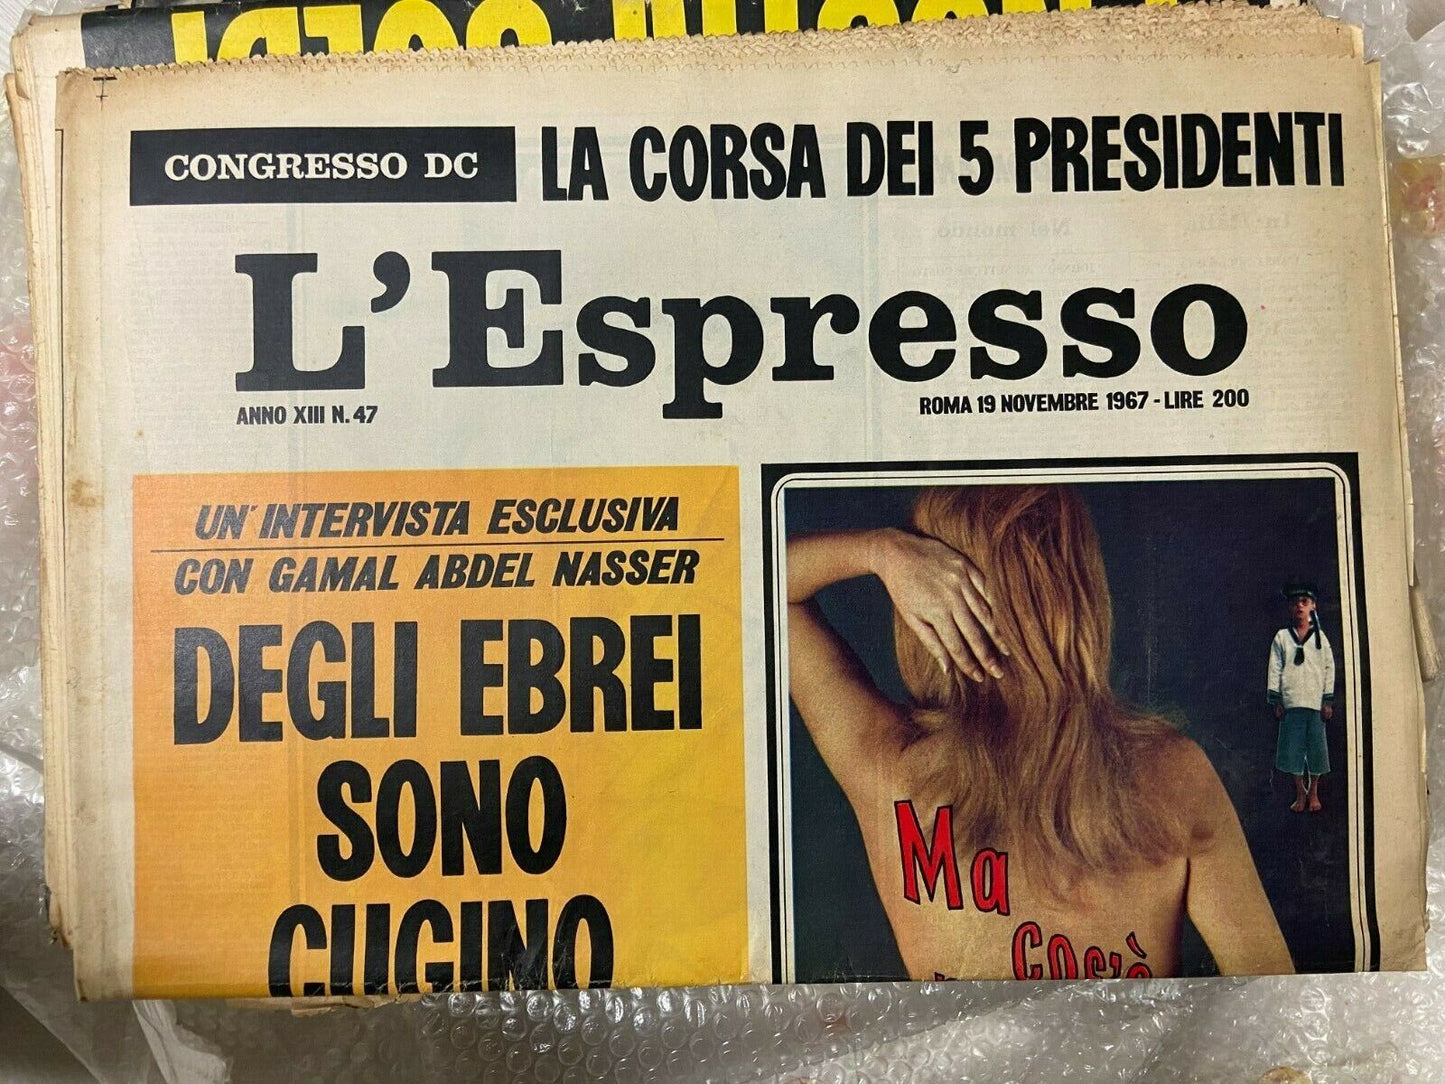 CONGRESSO DC
LA CORSA DEI 5 PRESIDENTI
L'Espresso
ANNO XIII N. 47
ROMA 19 NOVEMBRE 1967 - LIRE 200
UN' INTERVISTA ESCLUSIVA
CON GAMAL ABDEL NASSER
DEGLI EBREI
SONO
CUGINO
Ma
cos'è